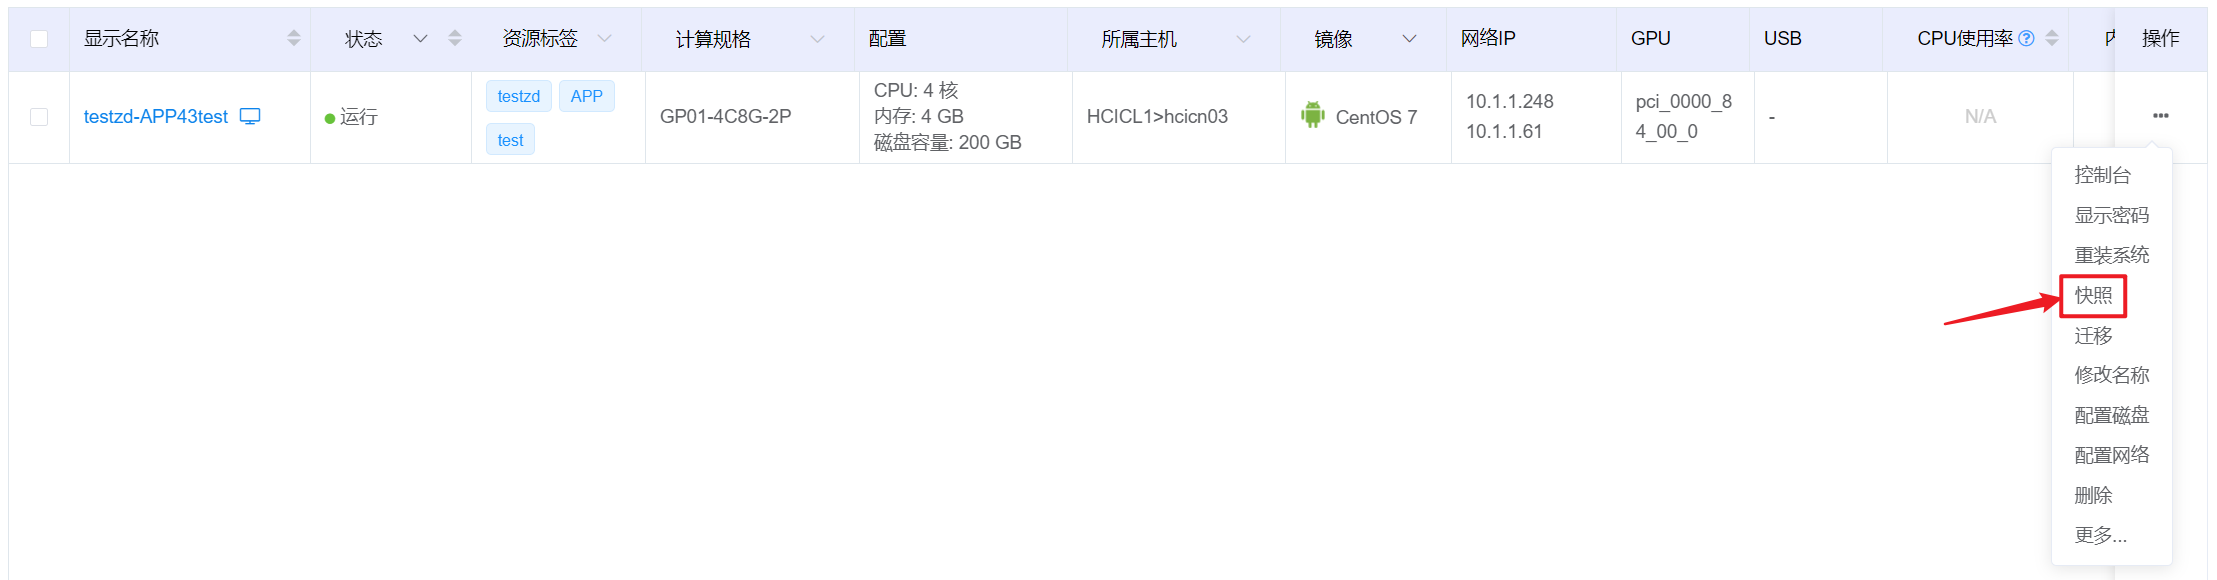 显示名称
状态
资源标签
计算规格
配置
所属主机
镜像
网络IP
GPU
USB
CPU使用率
操作
testzd-APP43test
运行
testzd
APP
test
GP01-4C8G-2P
CPU: 4 核
内存: 4 GB
磁盘容量: 200 GB
HCICL1>hcicn03
CentOS 7
10.1.1.248
10.1.1.61
pci_0000_8
4_00_0
-
N/A
控制台
显示密码
重装系统
快照
迁移
修改名称
配置磁盘
配置网络
删除
更多...